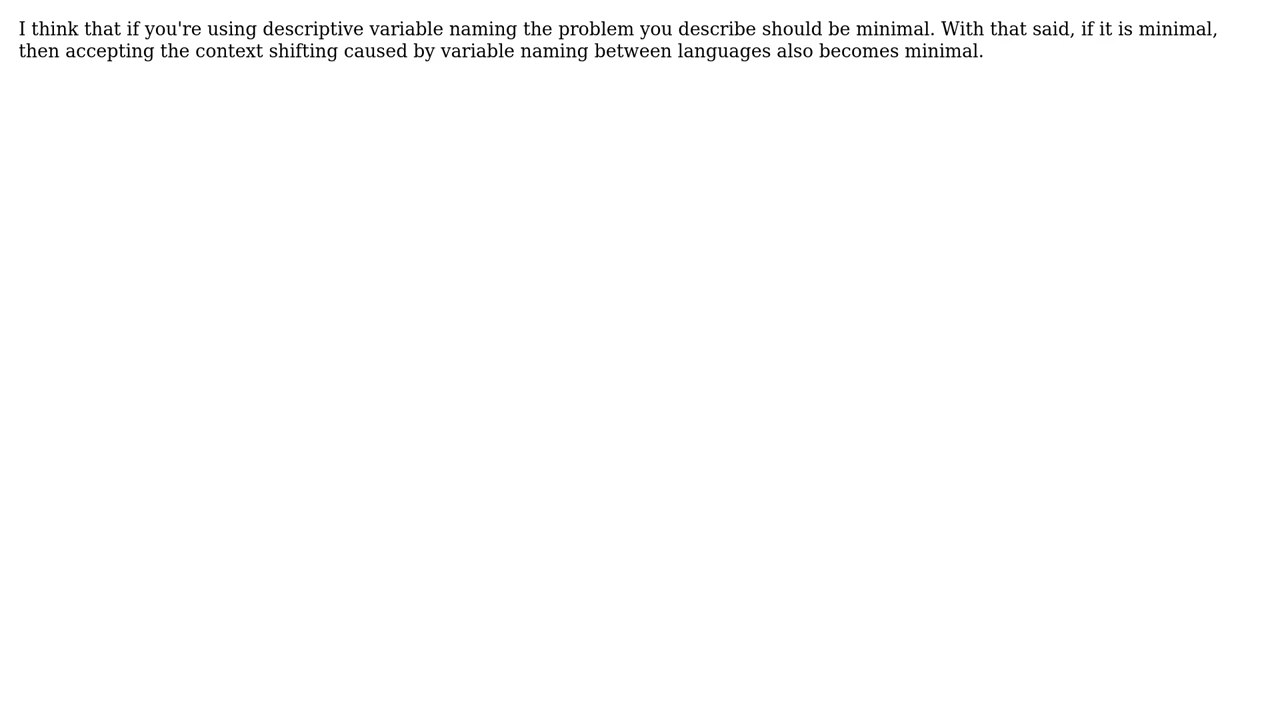 I think that if you're using descriptive variable naming the problem you describe should be minimal. With that said, if it is minimal,
then accepting the context shifting caused by variable naming between languages also becomes minimal.